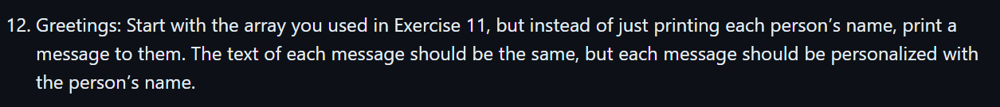 12. Greetings: Start with the array you used in Exercise 11, but instead of just printing each person’s name, print a
message to them. The text of each message should be the same, but each message should be personalized with
the person’s name.